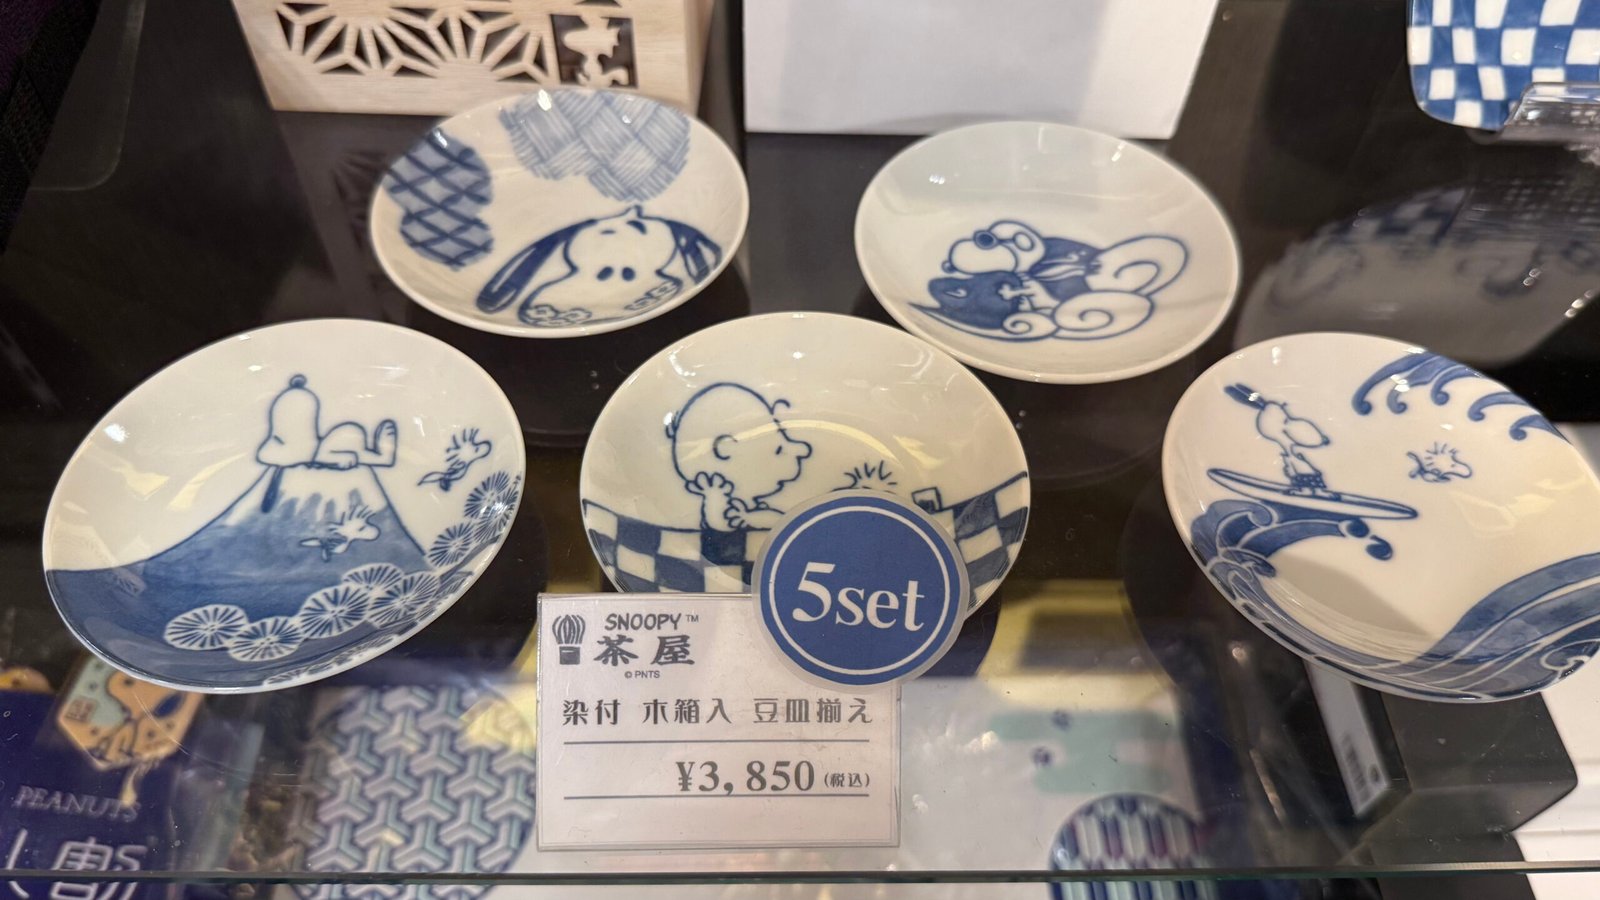 5set
SNOOPY™
茶屋
© PNTS
染付 木箱入 豆皿揃え
¥3,850(税込)
PEANUTS